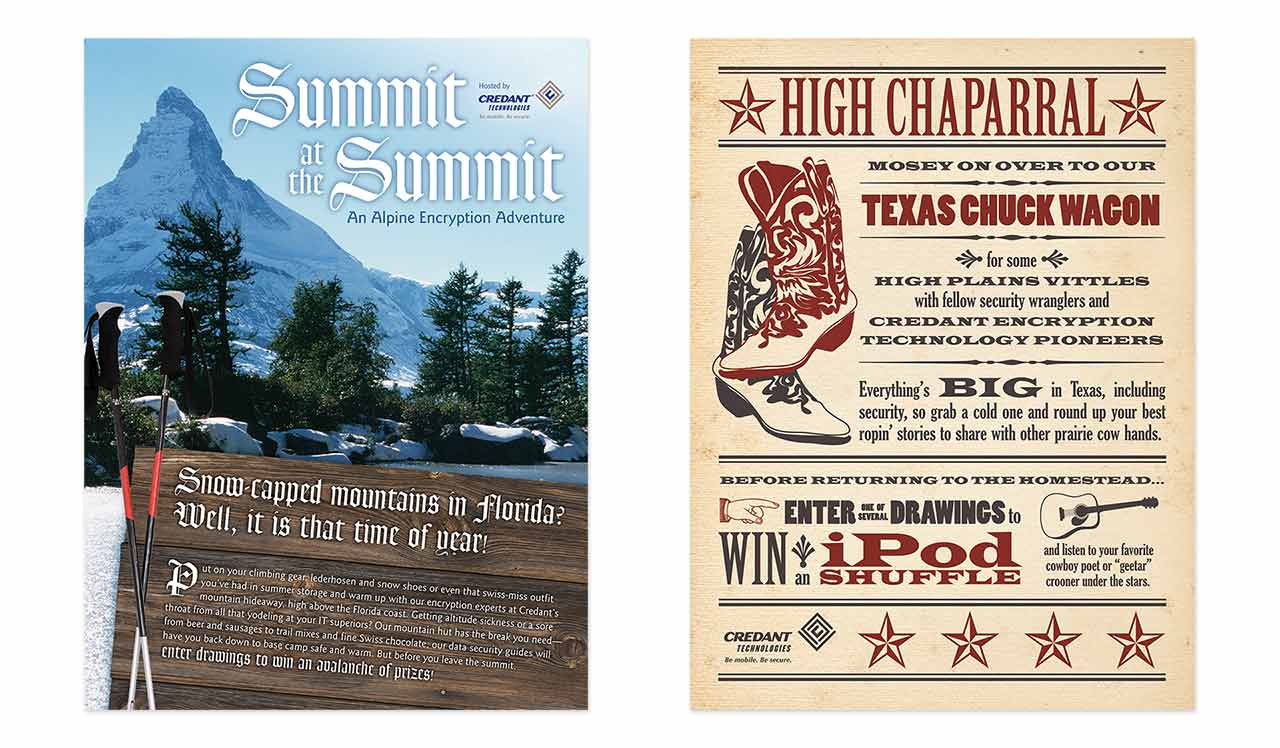 Summit
Hosted by
CREDANT
TECHNOLOGIES
Be mobile. Be secure.
at
the Summit
An Alpine Encryption Adventure
Snow-capped mountains in Florida?
Well, it is that time of year!
Put on your climbing gear, lederhosen and snow shoes or even that swiss-miss outfit
you've had in summer storage and warm up with our encryption experts at Credant's
mountain hideaway, high above the Florida coast. Getting altitude sickness or a sore
throat from all that yodeling at your IT superiors? Our mountain hut has the break you need—
from beer and sausages to trail mixes and fine Swiss chocolate, our data security guides will
have you back down to base camp safe and warm. But before you leave the summit,
enter drawings to win an avalanche of prizes!
HIGH CHAPARRAL
MOSEY ON OVER TO OUR
TEXAS CHUCK WAGON
for some
HIGH PLAINS VITTLES
with fellow security wranglers and
CREDANT ENCRYPTION
TECHNOLOGY PIONEERS
Everything's BIG in Texas, including
security, so grab a cold one and round up your best
ropin' stories to share with other prairie cow hands.
BEFORE RETURNING TO THE HOMESTEAD...
ENTER ONE OF SEVERAL DRAWINGS to
WIN an iPod
SHUFFLE
and listen to your favorite
cowboy poet or "geetar"
crooner under the stars.
CREDANT
TECHNOLOGIES
Be mobile. Be secure.